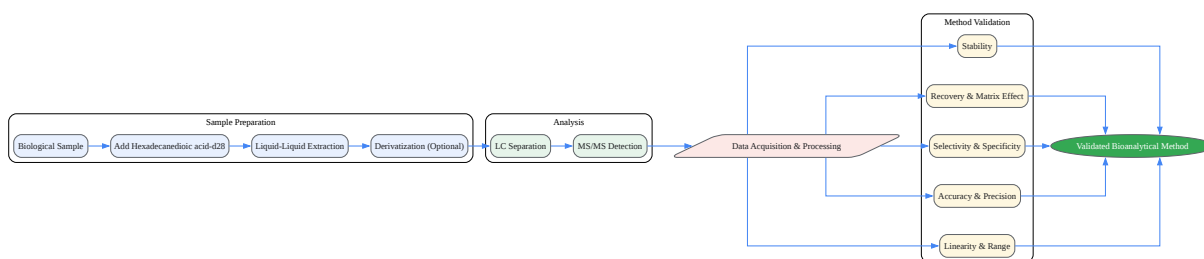 Method Validation
Stability
Recovery & Matrix Effect
Sample Preparation
Analysis
Biological Sample
Add Hexadecanedioic acid-d28
Liquid-Liquid Extraction
Derivatization (Optional)
LC Separation
MS/MS Detection
Data Acquisition & Processing
Selectivity & Specificity
Validated Bioanalytical Method
Accuracy & Precision
Linearity & Range